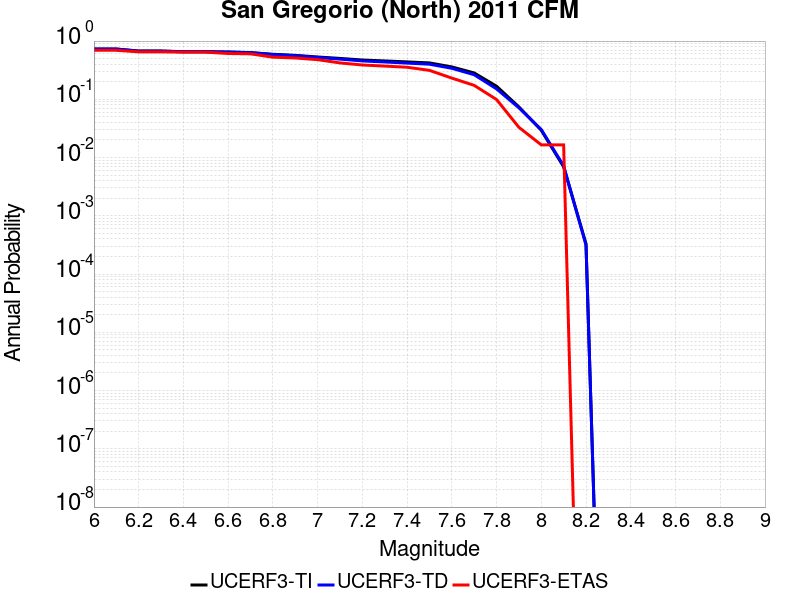 San Gregorio (North) 2011 CFM
10^0
10^-1
10^-2
10^-3
10^-4
10^-5
10^-6
10^-7
10^-8
Annual Probability
6 6.2 6.4 6.6 6.8 7 7.2 7.4 7.6 7.8 8 8.2 8.4 8.6 8.8 9
Magnitude
UCERF3-TI UCERF3-TD UCERF3-ETAS